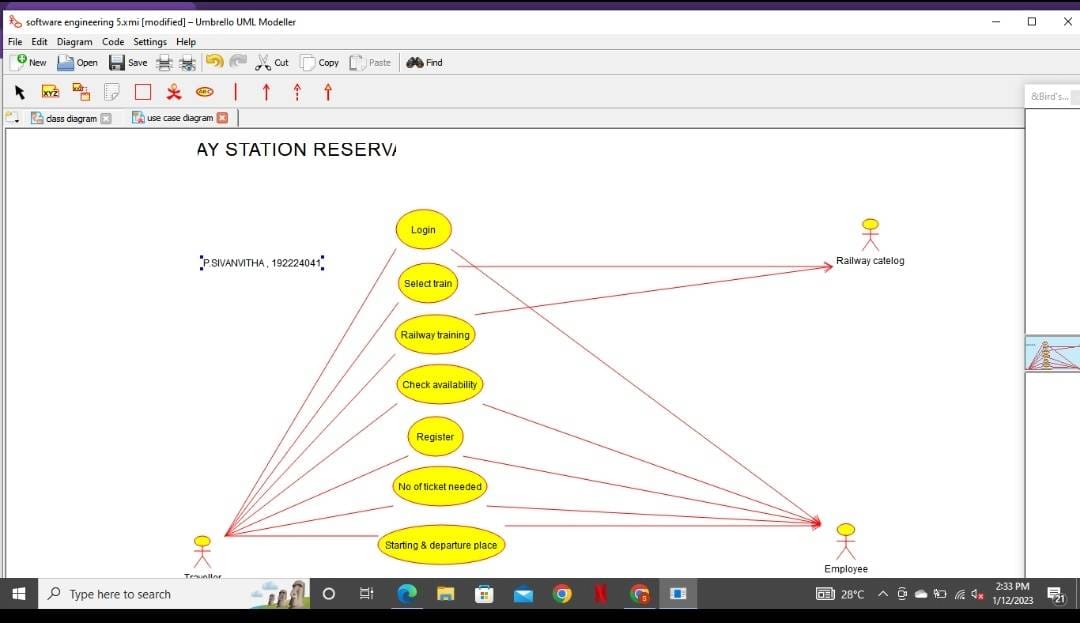 software engineering 5.xmi [modified] – Umbrello UML Modeller
File Edit Diagram Code Settings Help
New Open Save Cut Copy Paste Find
XYZ ABC
&Bird's...
class diagram use case diagram
AY STATION RESERVA
Login
P.SIVANVITHA , 192224041
Railway catelog
Select train
Railway training
Check availability
Register
No of ticket needed
Starting & departure place
Traveller
Employee
Type here to search
28°C
2:33 PM
1/12/2023
21